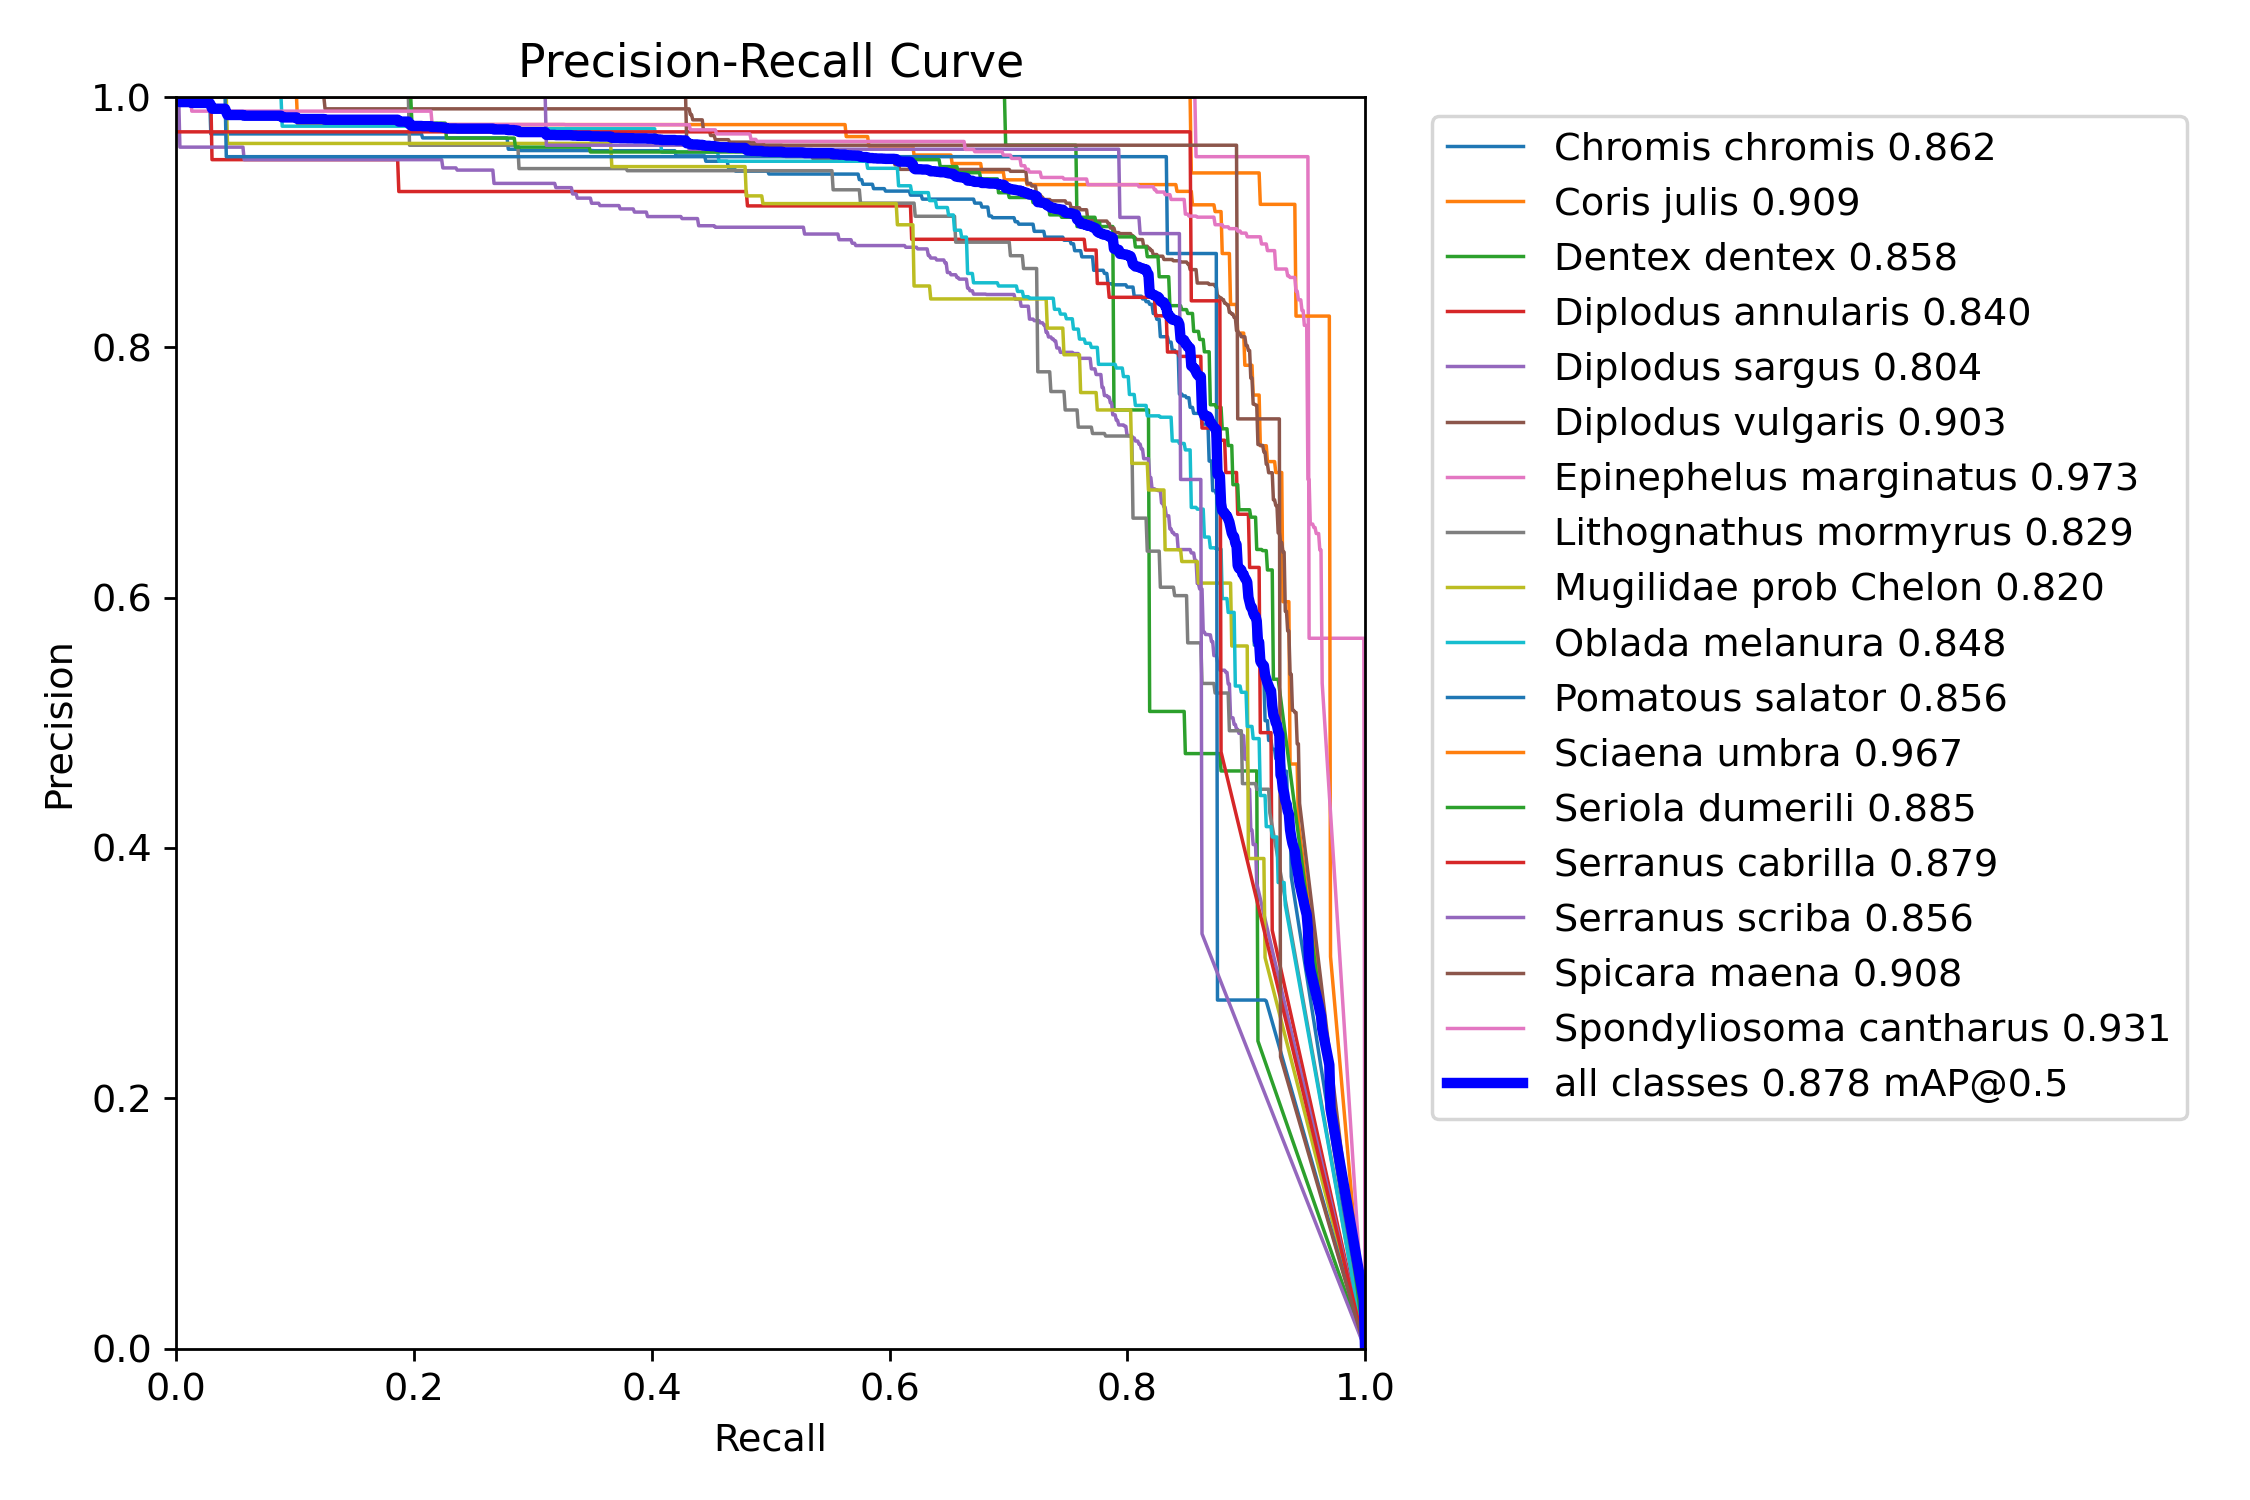 Precision-Recall Curve
1.0
0.8
0.6
0.4
0.2
0.0
Precision
0.0 0.2 0.4 0.6 0.8 1.0
Recall
Chromis chromis 0.862
Coris julis 0.909
Dentex dentex 0.858
Diplodus annularis 0.840
Diplodus sargus 0.804
Diplodus vulgaris 0.903
Epinephelus marginatus 0.973
Lithognathus mormyrus 0.829
Mugilidae prob Chelon 0.820
Oblada melanura 0.848
Pomatous salator 0.856
Sciaena umbra 0.967
Seriola dumerili 0.885
Serranus cabrilla 0.879
Serranus scriba 0.856
Spicara maena 0.908
Spondyliosoma cantharus 0.931
all classes 0.878 mAP@0.5